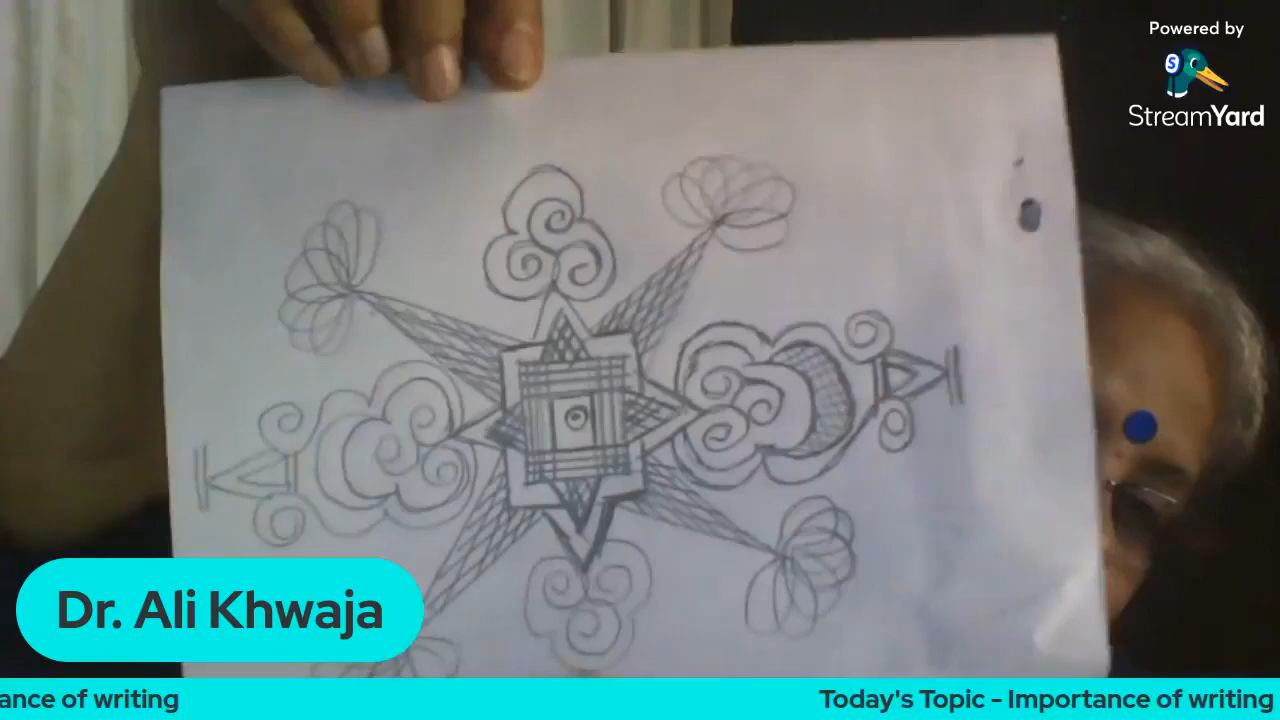 Powered by
StreamYard
Dr. Ali Khwaja
ance of writing
Today's Topic - Importance of writing